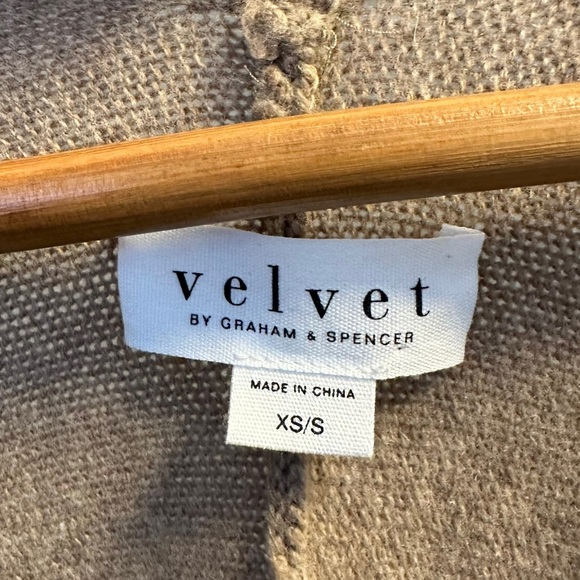 velvet
BY GRAHAM & SPENCER
MADE IN CHINA
XS/S